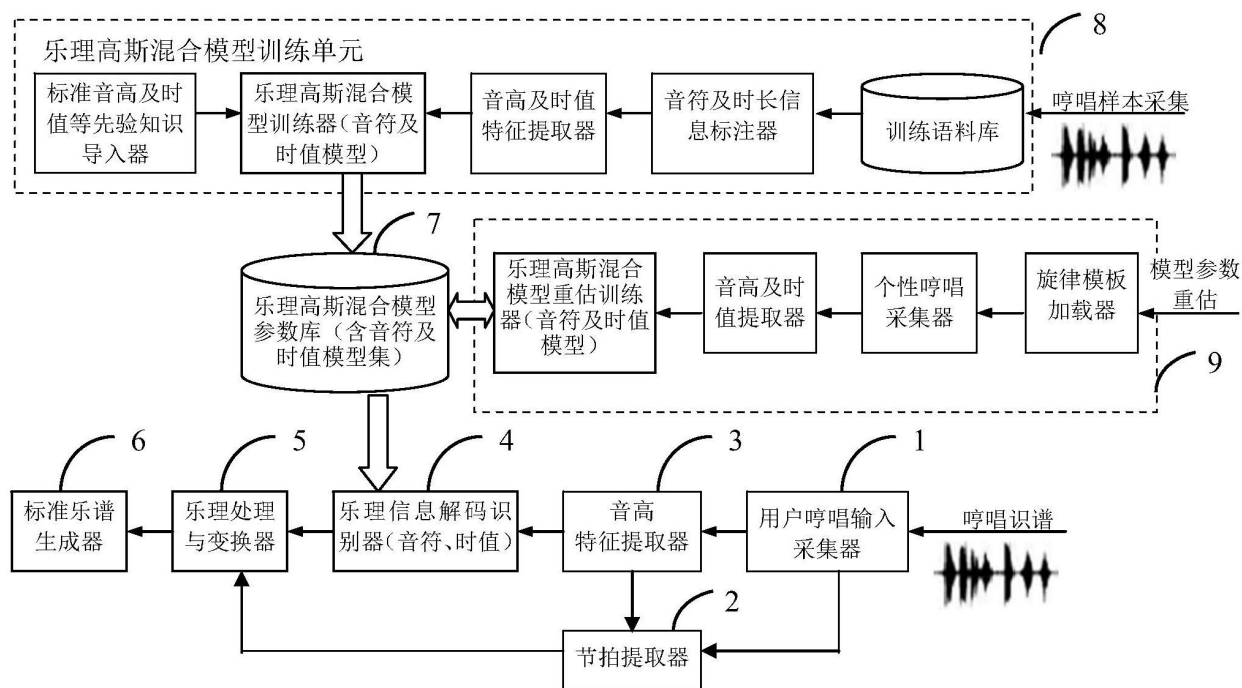 乐理高斯混合模型训练单元
8
标准音高及时
值等先验知识
导入器
乐理高斯混合模
型训练器(音符及
时值模型)
音高及时值
特征提取器
音符及时长信
息标注器
训练语料库
哼唱样本采集
7
乐理高斯混合模型
参数库（含音符及
时值模型集）
乐理高斯混合
模型重估训练
器(音符及时值
模型)
音高及时
值提取器
个性哼唱
采集器
旋律模板
加载器
模型参数
重估
9
6
标准乐谱
生成器
5
乐理处理
与变换器
4
乐理信息解码识
别器(音符、时值)
3
音高
特征提取器
1
用户哼唱输入
采集器
哼唱识谱
2
节拍提取器